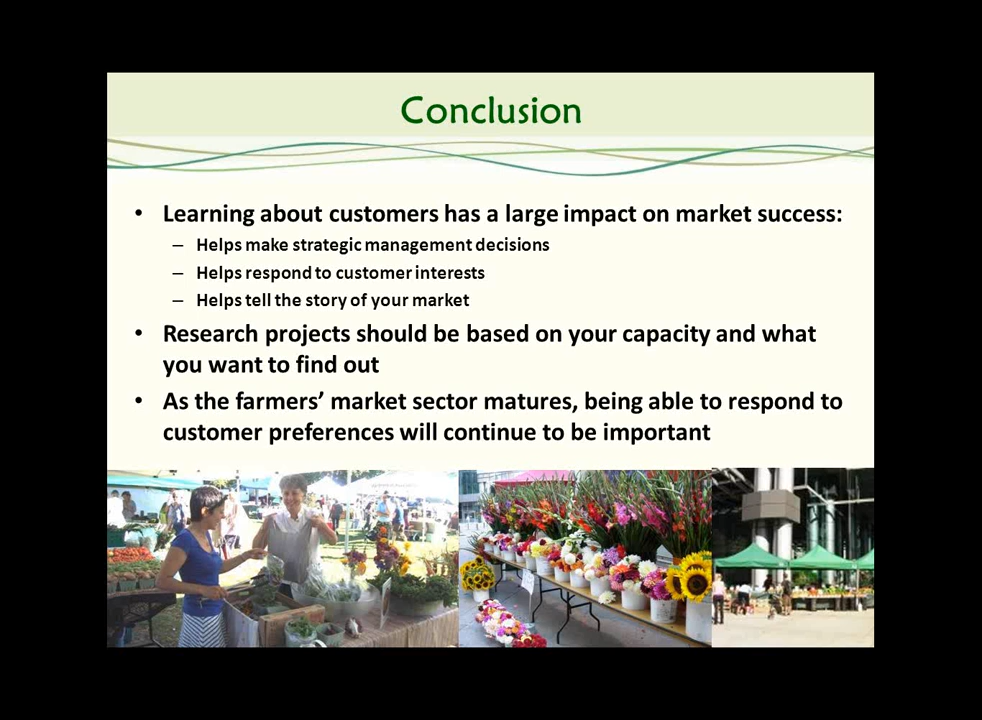 Conclusion
• Learning about customers has a large impact on market success:
– Helps make strategic management decisions
– Helps respond to customer interests
– Helps tell the story of your market
• Research projects should be based on your capacity and what
you want to find out
• As the farmers’ market sector matures, being able to respond to
customer preferences will continue to be important